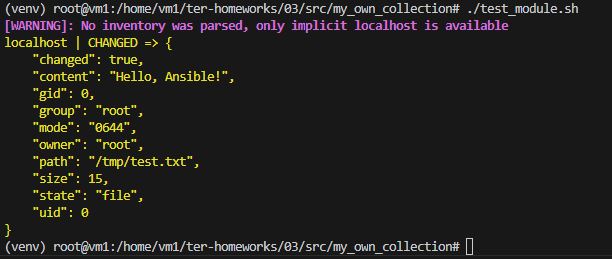 (venv) root@vm1:/home/vm1/ter-homeworks/03/src/my_own_collection# ./test_module.sh
[WARNING]: No inventory was parsed, only implicit localhost is available
localhost | CHANGED => {
    "changed": true,
    "content": "Hello, Ansible!",
    "gid": 0,
    "group": "root",
    "mode": "0644",
    "owner": "root",
    "path": "/tmp/test.txt",
    "size": 15,
    "state": "file",
    "uid": 0
}
(venv) root@vm1:/home/vm1/ter-homeworks/03/src/my_own_collection#